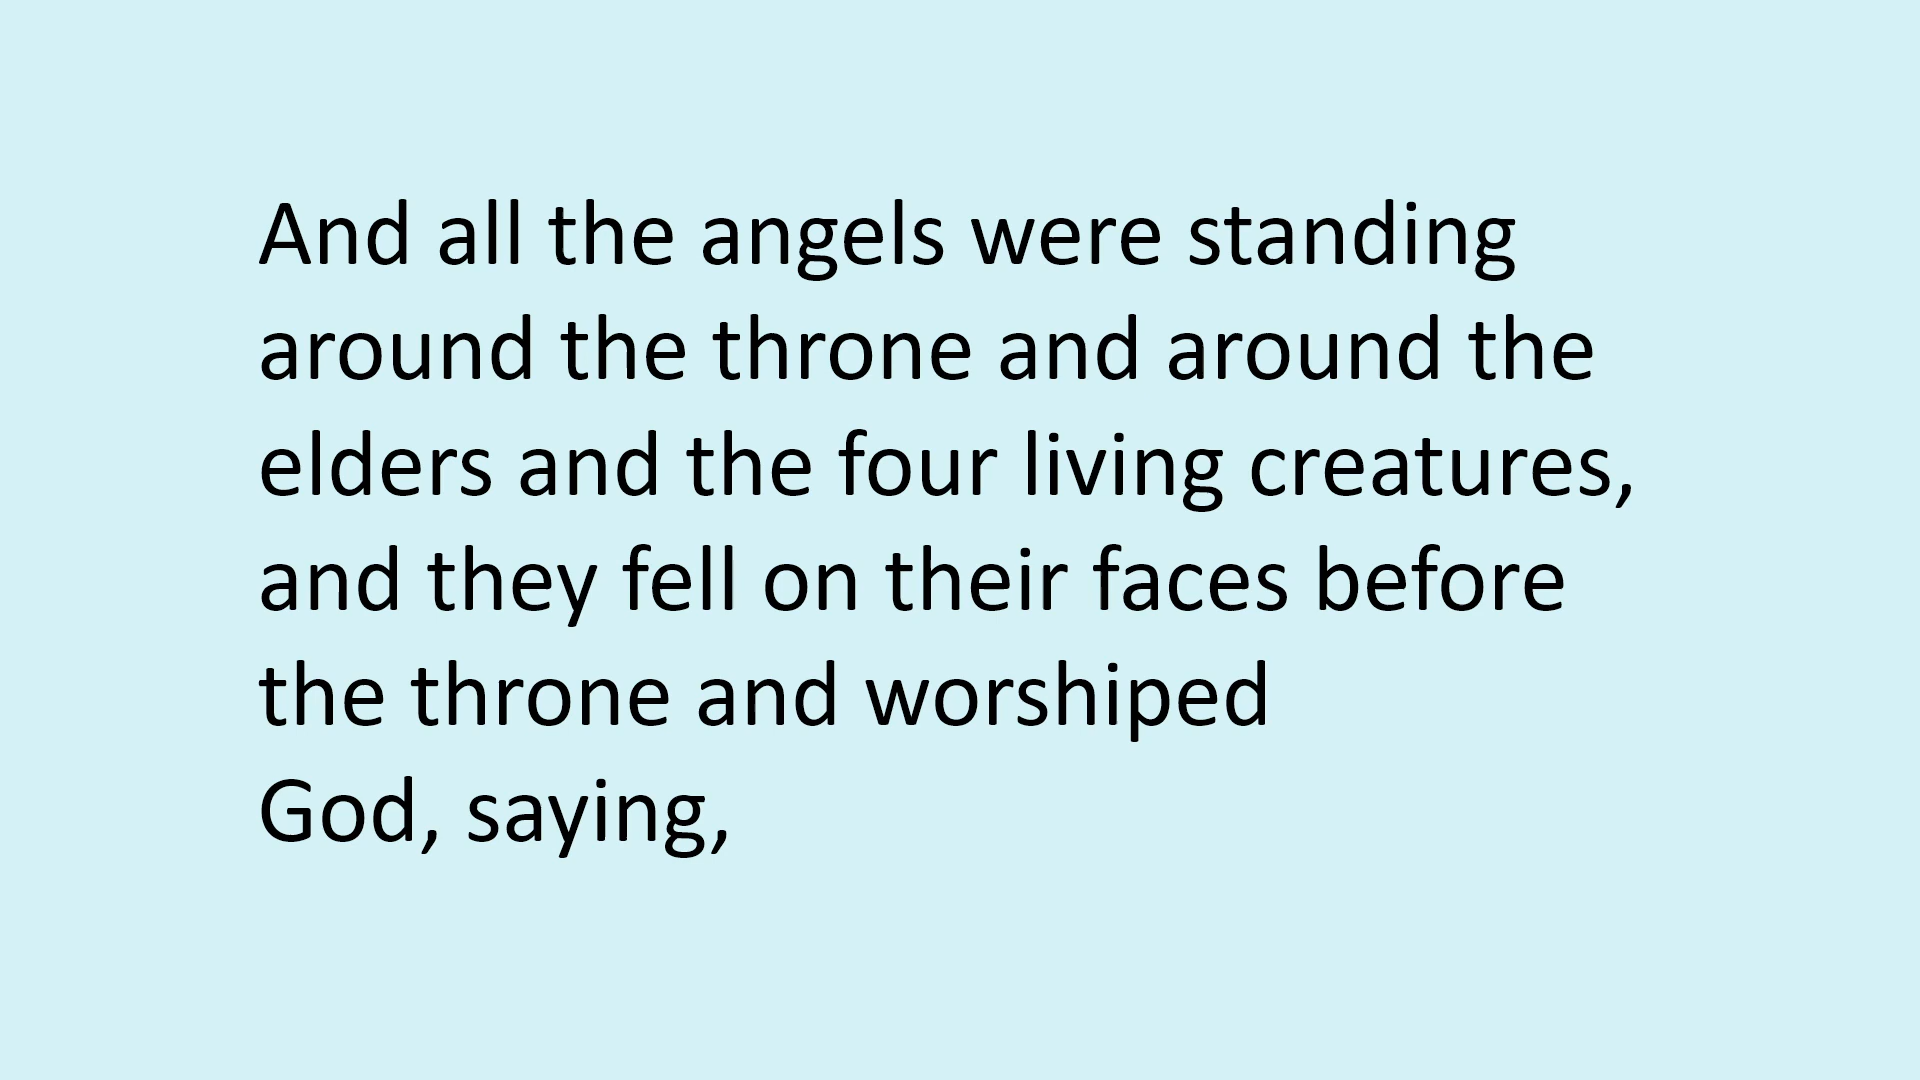 And all the angels were standing
around the throne and around the
elders and the four living creatures,
and they fell on their faces before
the throne and worshiped
God, saying,